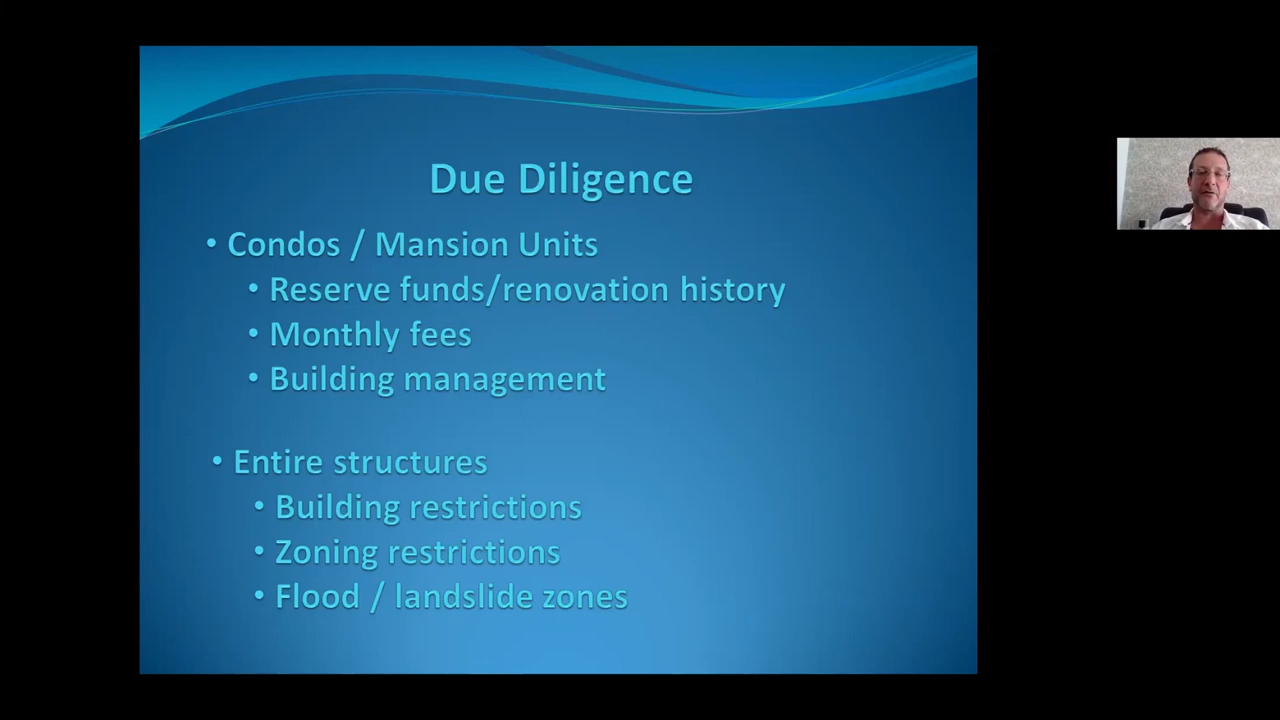 Due Diligence
• Condos / Mansion Units
• Reserve funds/renovation history
• Monthly fees
• Building management
• Entire structures
• Building restrictions
• Zoning restrictions
• Flood / landslide zones